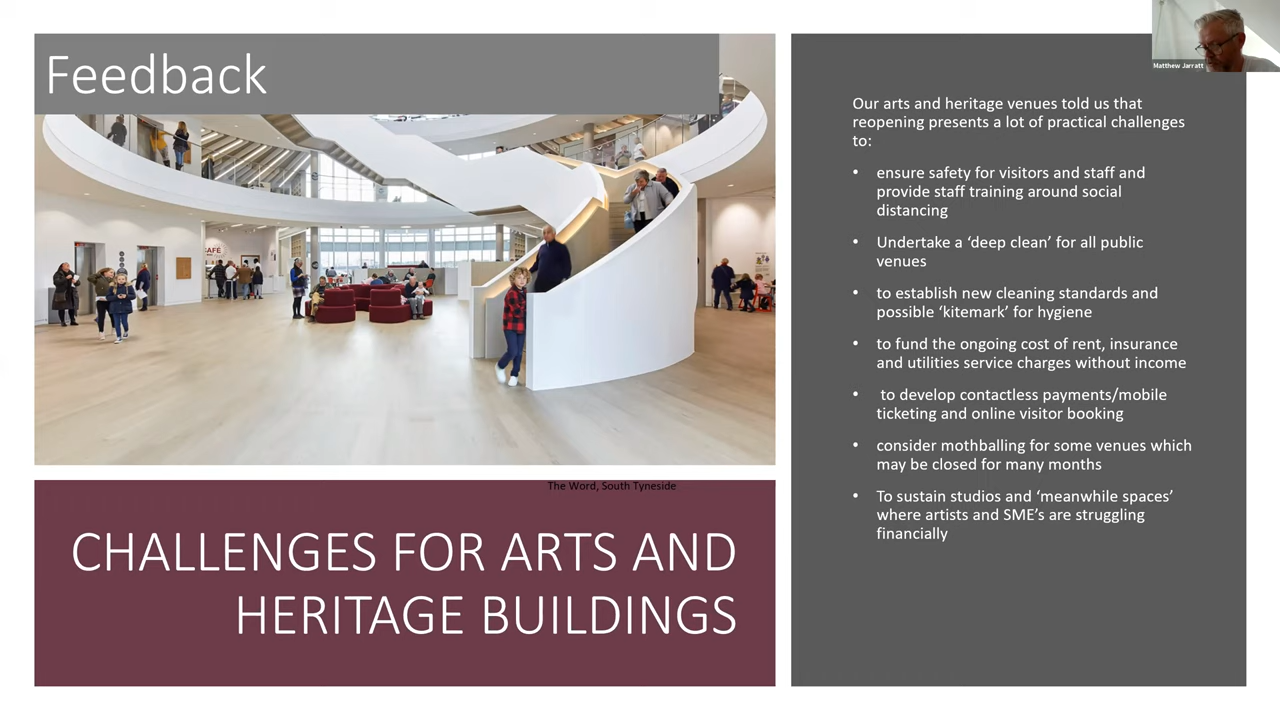 Feedback
CAFÉ
The Word, South Tyneside
CHALLENGES FOR ARTS AND
HERITAGE BUILDINGS
Matthew Jarratt
Our arts and heritage venues told us that
reopening presents a lot of practical challenges
to:
• ensure safety for visitors and staff and
provide staff training around social
distancing
• Undertake a ‘deep clean’ for all public
venues
• to establish new cleaning standards and
possible ‘kitemark’ for hygiene
• to fund the ongoing cost of rent, insurance
and utilities service charges without income
• to develop contactless payments/mobile
ticketing and online visitor booking
• consider mothballing for some venues which
may be closed for many months
• To sustain studios and ‘meanwhile spaces’
where artists and SME’s are struggling
financially